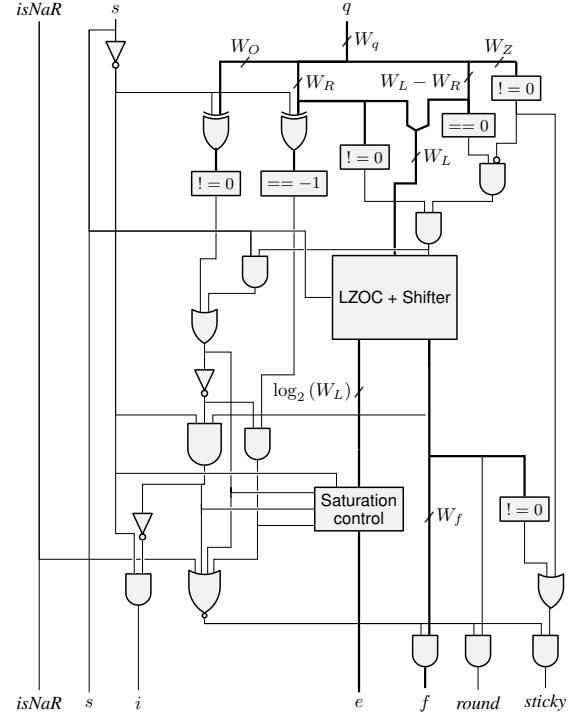 isNaR s q
W_q
W_O W_Z
W_R W_L − W_R != 0
== 0
!= 0 W_L
!= 0 == −1
LZOC + Shifter
log_2 (W_L)
Saturation
control
W_f != 0
isNaR s i e f round sticky